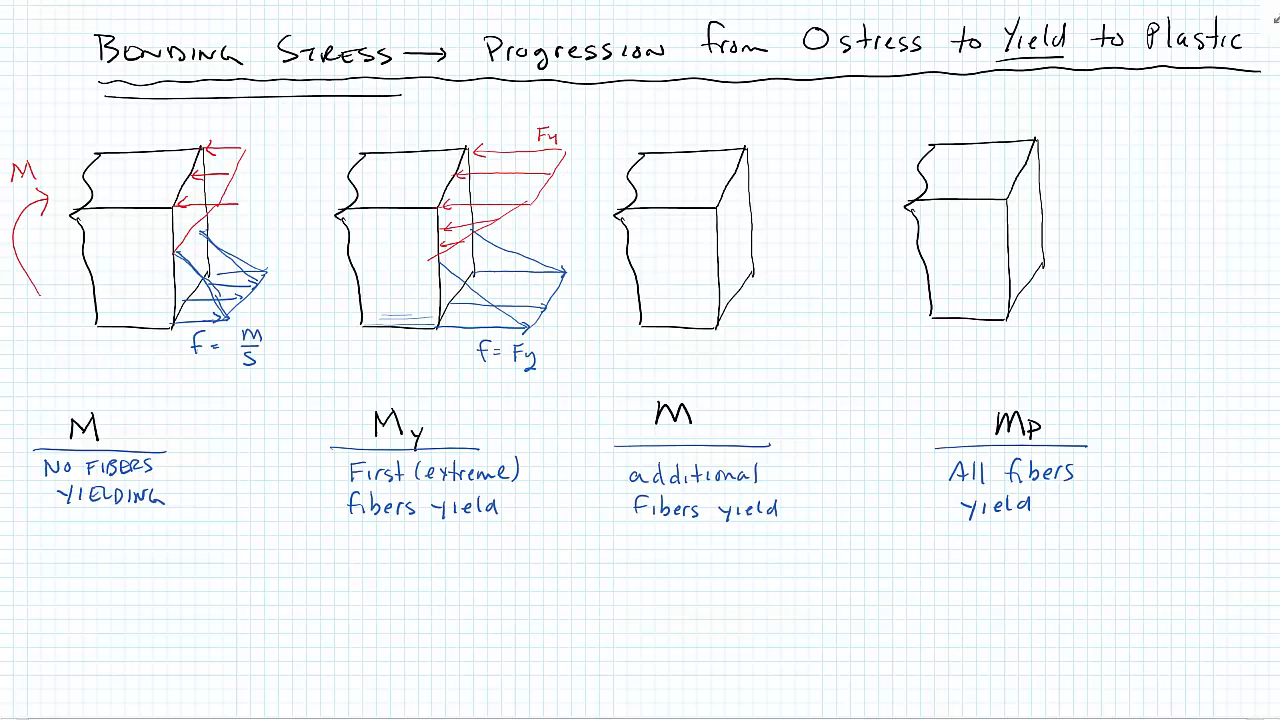 BENDING STRESS → Progression from O stress to Yield to Plastic
M
Fy
f = M/S
f = Fy
M
NO FIBERS
YIELDING
My
First (extreme)
fibers yield
M
additional
Fibers yield
MP
All fibers
yield